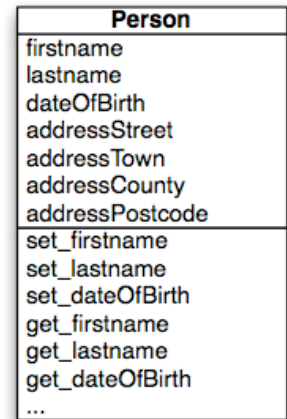 Person
firstname
lastname
dateOfBirth
addressStreet
addressTown
addressCounty
addressPostcode
set_firstname
set_lastname
set_dateOfBirth
get_firstname
get_lastname
get_dateOfBirth
...